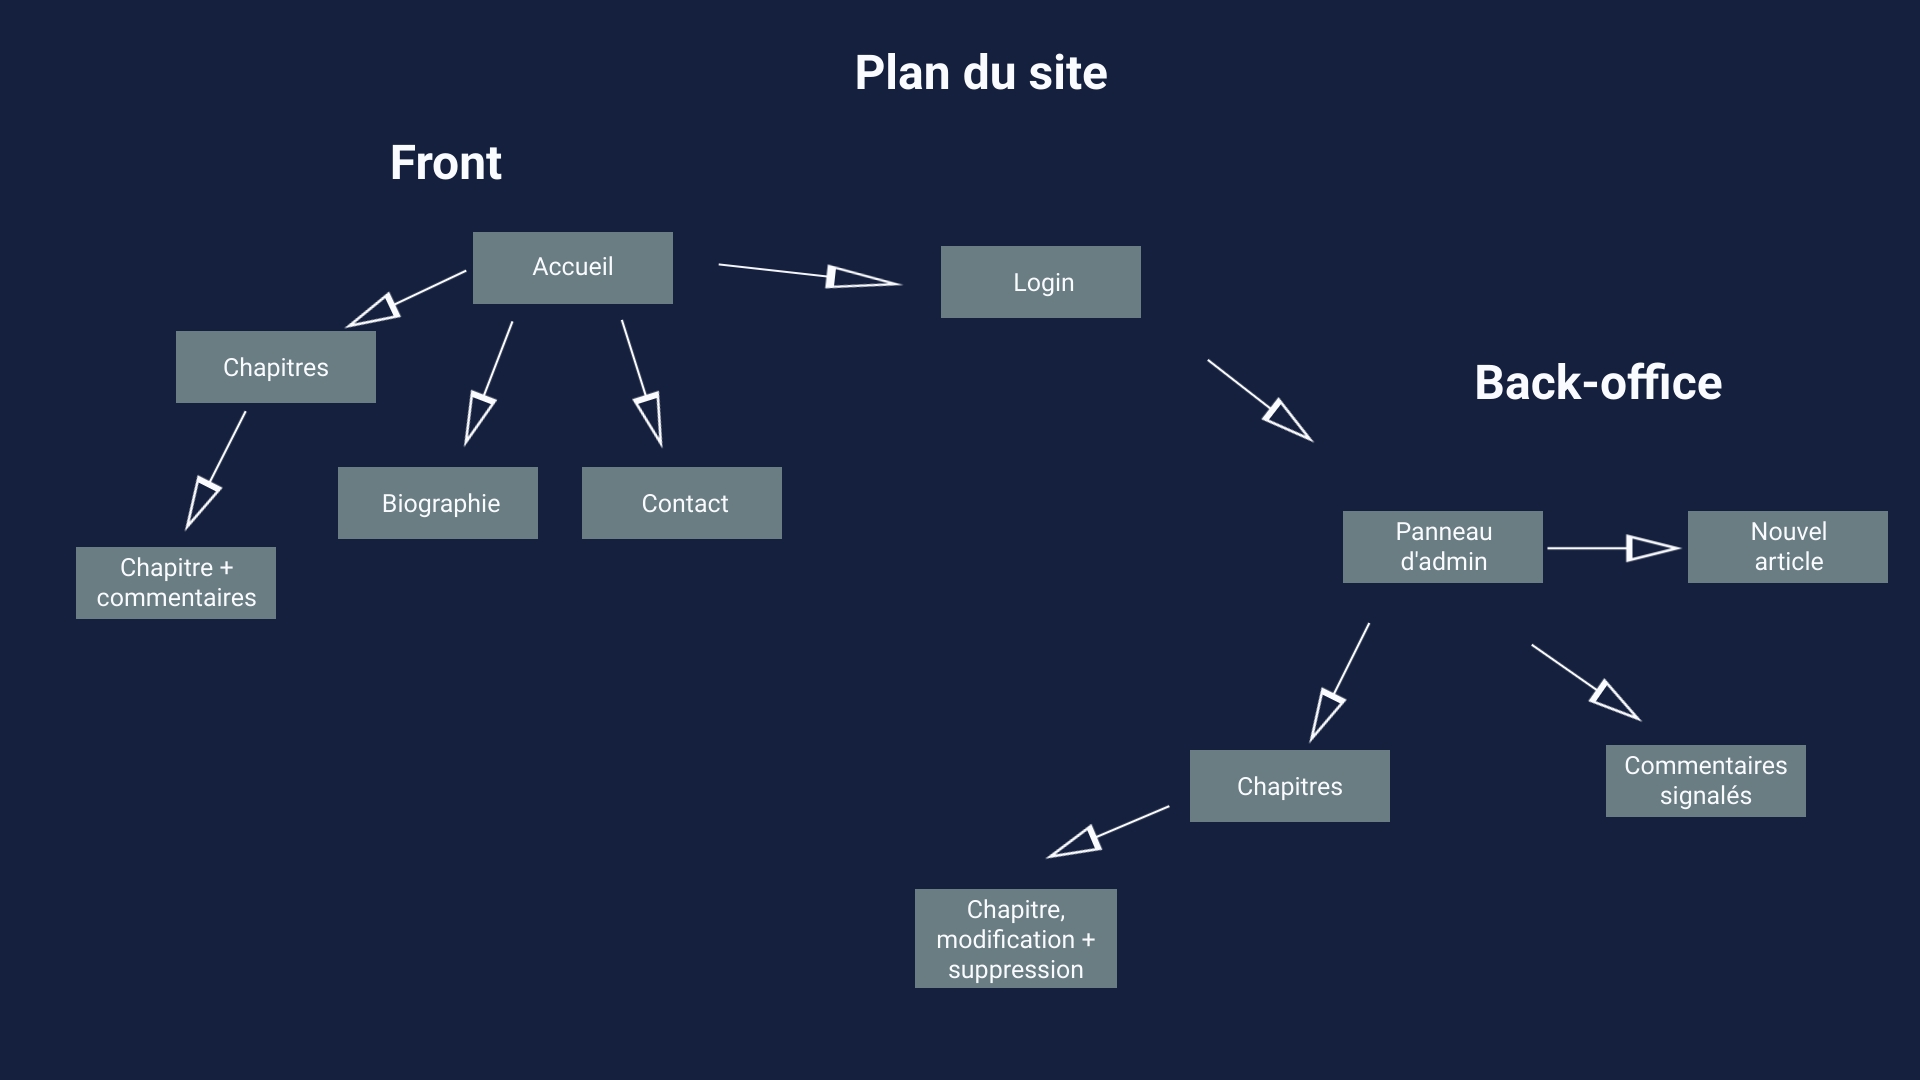 Plan du site
Front
Accueil
Login
Chapitres
Back-office
Biographie
Contact
Chapitre +
commentaires
Panneau
d'admin
Nouvel
article
Chapitres
Commentaires
signalés
Chapitre,
modification +
suppression